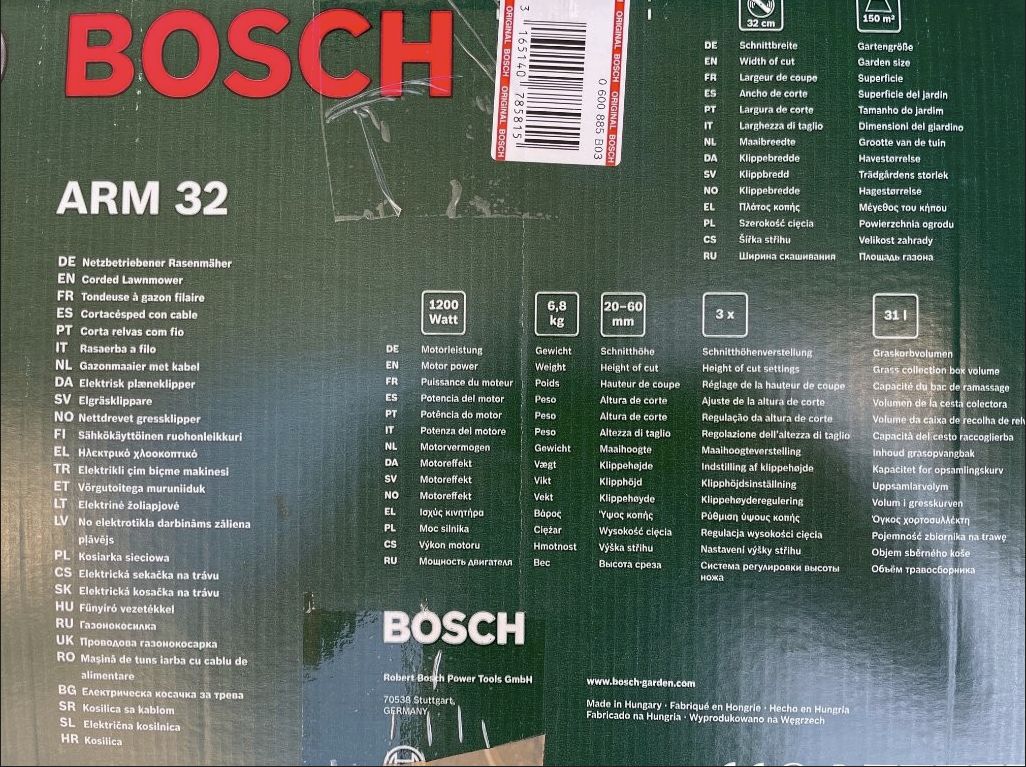 BOSCH
ORIGINAL BOSCH ORIGINAL BOSCH
3 165140 785815
0 600 885 B03
ORIGINAL BOSCH ORIGINAL BOSCH
32 cm
150 m²
DE Schnittbreite Gartengröße
EN Width of cut Garden size
FR Largeur de coupe Superficie
ES Ancho de corte Superficie del jardin
PT Largura de corte Tamanho do jardim
IT Larghezza di taglio Dimensioni del giardino
NL Maaibreedte Grootte van de tuin
DA Klippebredde Havestørrelse
SV Klippbredd Trädgårdens storlek
NO Klippebredde Hagestørrelse
EL Πλάτος κοπής Μέγεθος του κήπου
PL Szerokość cięcia Powierzchnia ogrodu
CS Šířka střihu Velikost zahrady
RU Ширина скашивания Площадь газона
ARM 32
DE Netzbetriebener Rasenmäher
EN Corded Lawnmower
FR Tondeuse à gazon filaire
ES Cortacésped con cable
PT Corta relvas com fio
IT Rasaerba a filo
NL Gazonmaaier met kabel
DA Elektrisk plæneklipper
SV Elgräsklippare
NO Nettdrevet gressklipper
FI Sähkökäyttöinen ruohonleikkuri
EL Ηλεκτρικό χλοοκοπτικό
TR Elektrikli çim biçme makinesi
ET Võrgutoitega muruniiduk
LT Elektrinė žoliapjovė
LV No elektrotīkla darbināms zāliena
plāvējs
PL Kosiarka sieciowa
CS Elektrická sekačka na trávu
SK Elektrická kosačka na trávu
HU Fűnyíró vezetékkel
RU Газонокосилка
UK Проводова газонокосарка
RO Maşină de tuns iarba cu cablu de
alimentare
BG Електрическа косачка за трева
SR Kosilica sa kablom
SL Električna kosilnica
HR Kosilica
1200 Watt
6,8 kg
20–60 mm
3 x
31 l
DE Motorleistung Gewicht Schnitthöhe Schnitthöhenverstellung Graskorbvolumen
EN Motor power Weight Height of cut Height of cut settings Grass collection box volume
FR Puissance du moteur Poids Hauteur de coupe Réglage de la hauteur de coupe Capacité du bac de ramassage
ES Potencia del motor Peso Altura de corte Ajuste de la altura de corte Volumen de la cesta colectora
PT Potência do motor Peso Altura de corte Regulação da altura de corte Volume da caixa de recolha de
IT Potenza del motore Peso Altezza di taglio Regolazione dell'altezza di taglio Capacità del cesto raccoglierba
NL Motorvermogen Gewicht Maaihoogte Maaihoogteverstelling Inhoud grasopvangbak
DA Motoreffekt Vægt Klippehøjde Indstilling af klippehøjde Kapacitet for opsamlingskurv
SV Motoreffekt Vikt Klipphöjd Klipphöjdsinställning Uppsamlarvolym
NO Motoreffekt Vekt Klippehøyde Klippehøyderegulering Volum i gresskurven
EL Ισχύς κινητήρα Βάρος Ύψος κοπής Ρύθμιση ύψους κοπής Όγκος χορτοσυλλέκτη
PL Moc silnika Ciężar Wysokość cięcia Regulacja wysokości cięcia Pojemność zbiornika na trawę
CS Výkon motoru Hmotnost Výška střihu Nastavení výšky střihu Objem sběrného koše
RU Мощность двигателя Вес Высота среза Система регулировки высоты Объём травосборника
ножа
BOSCH
Robert Bosch Power Tools GmbH
70538 Stuttgart,
GERMANY
www.bosch-garden.com
Made in Hungary · Fabriqué en Hongrie · Hecho en Hungría
Fabricado na Hungria · Wyprodukowano na Węgrzech